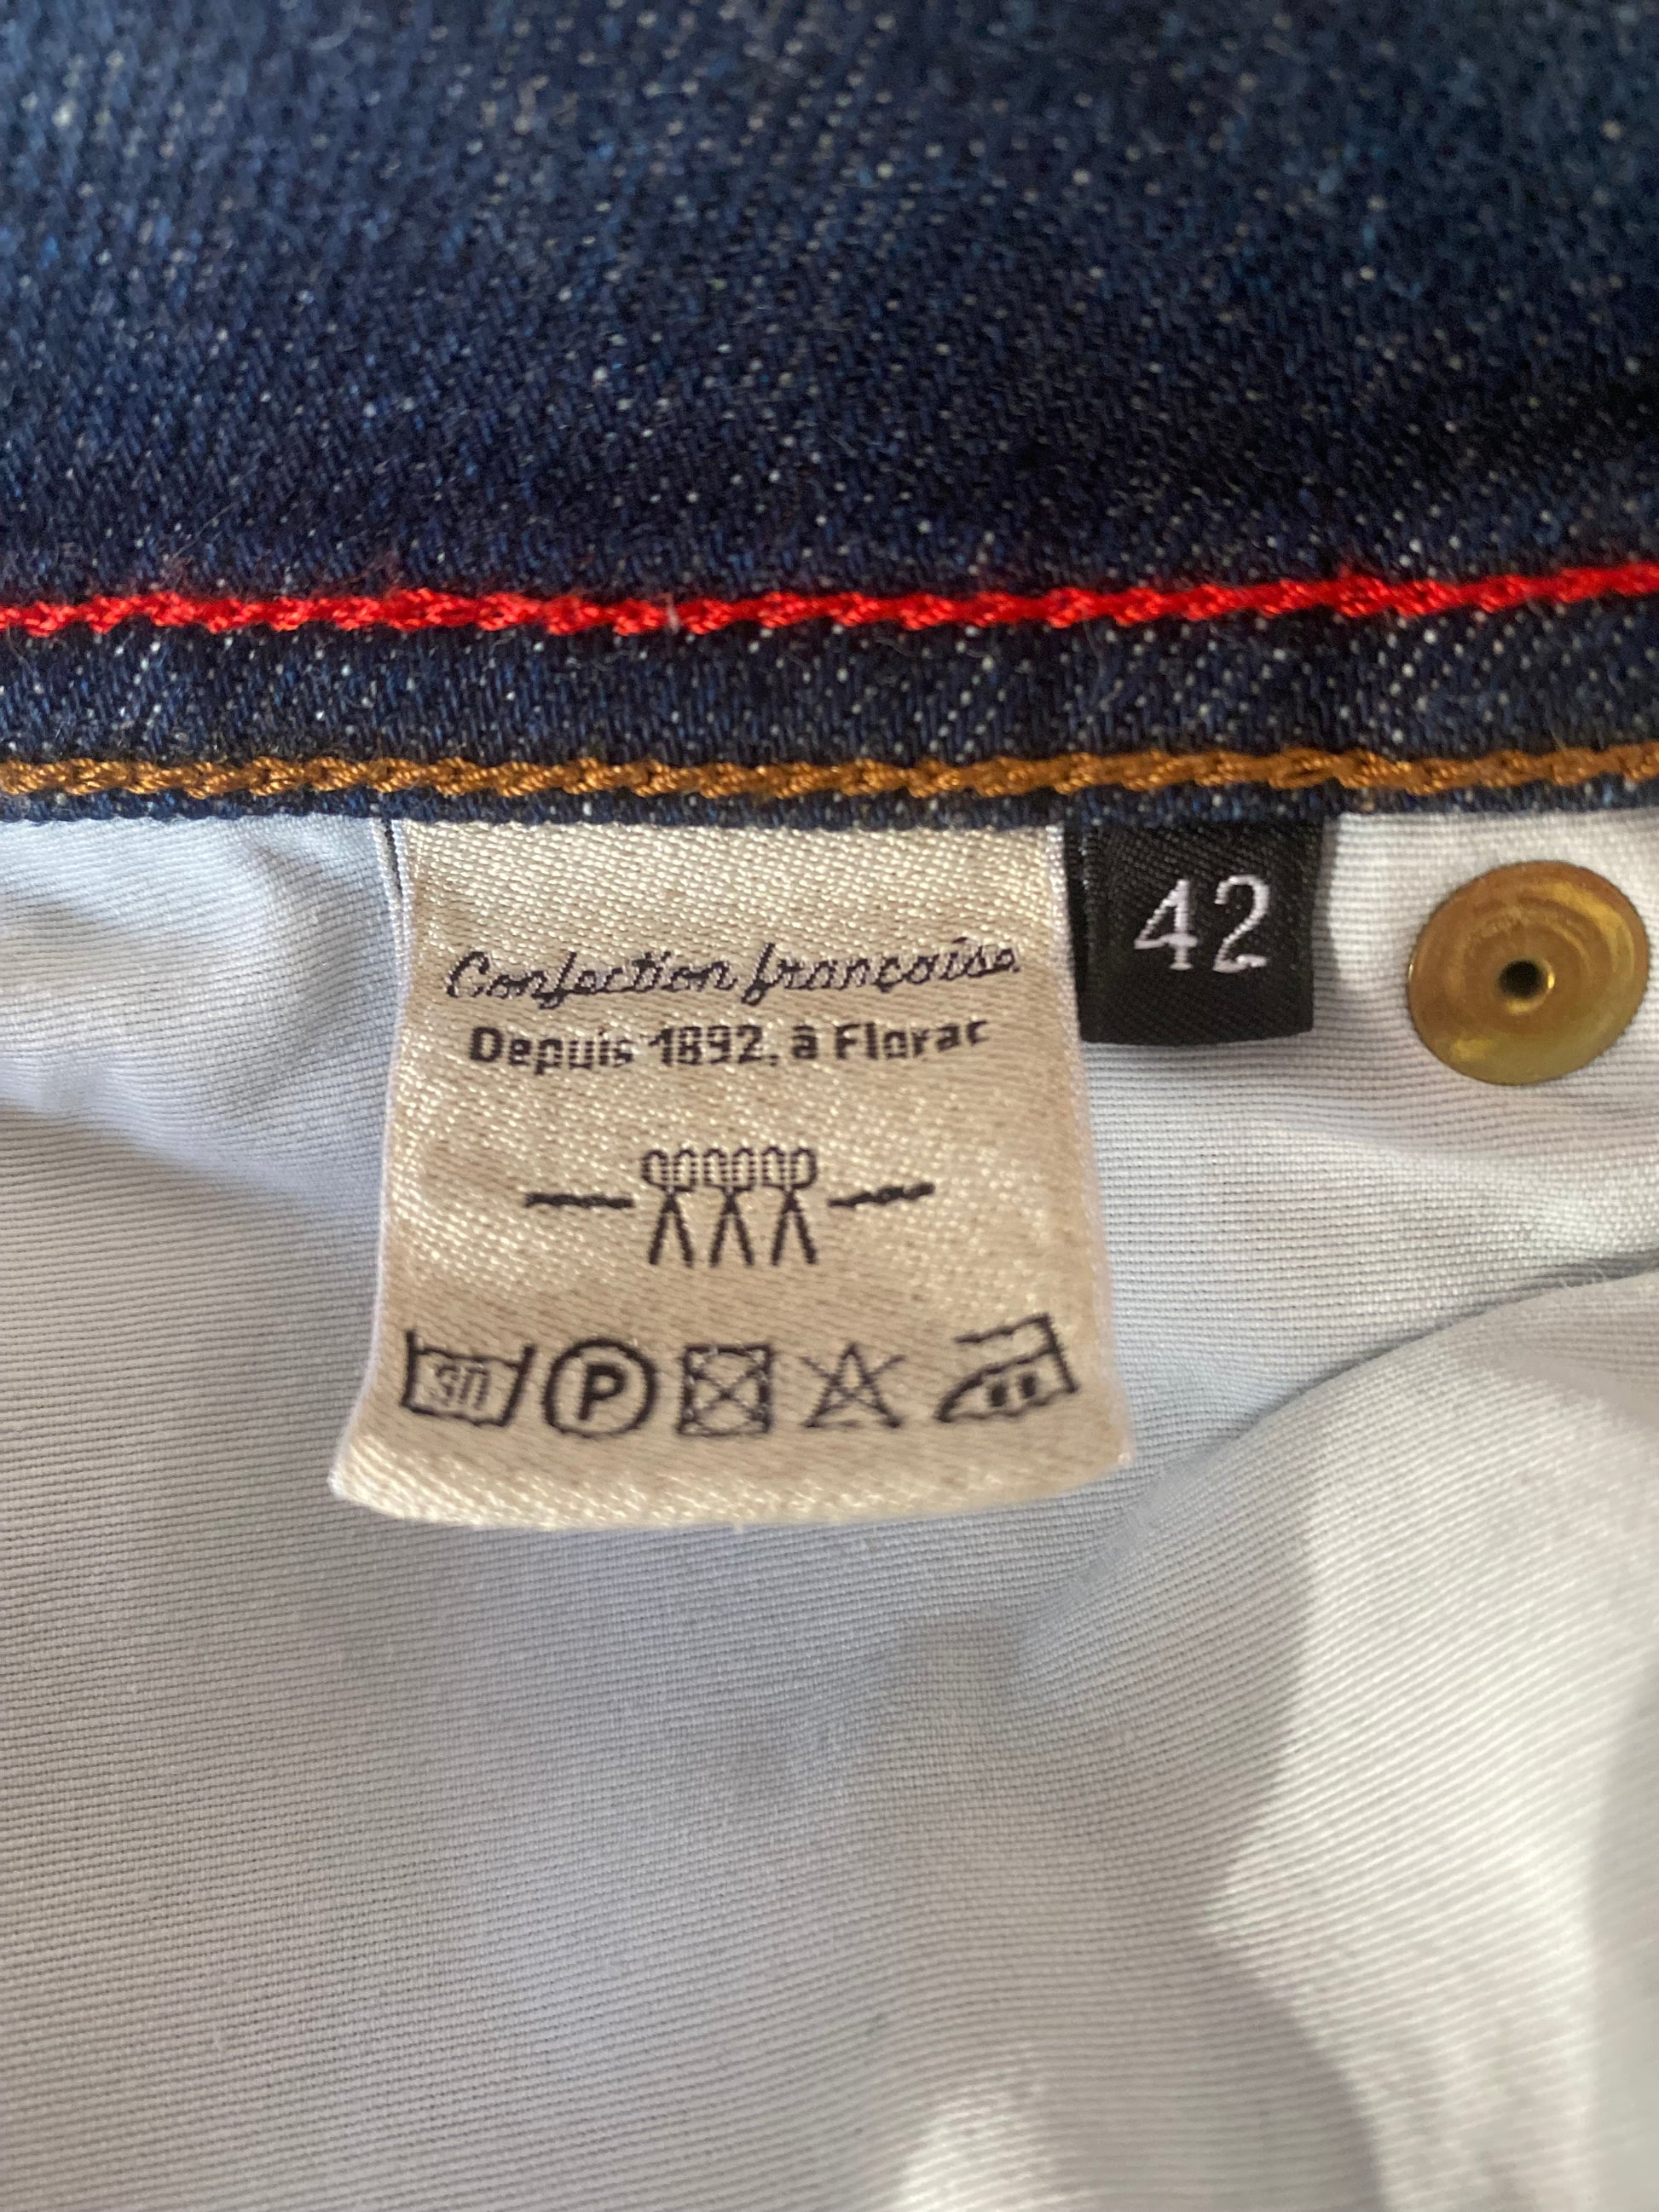 Confection française
Depuis 1892, à Florac
42
30
P